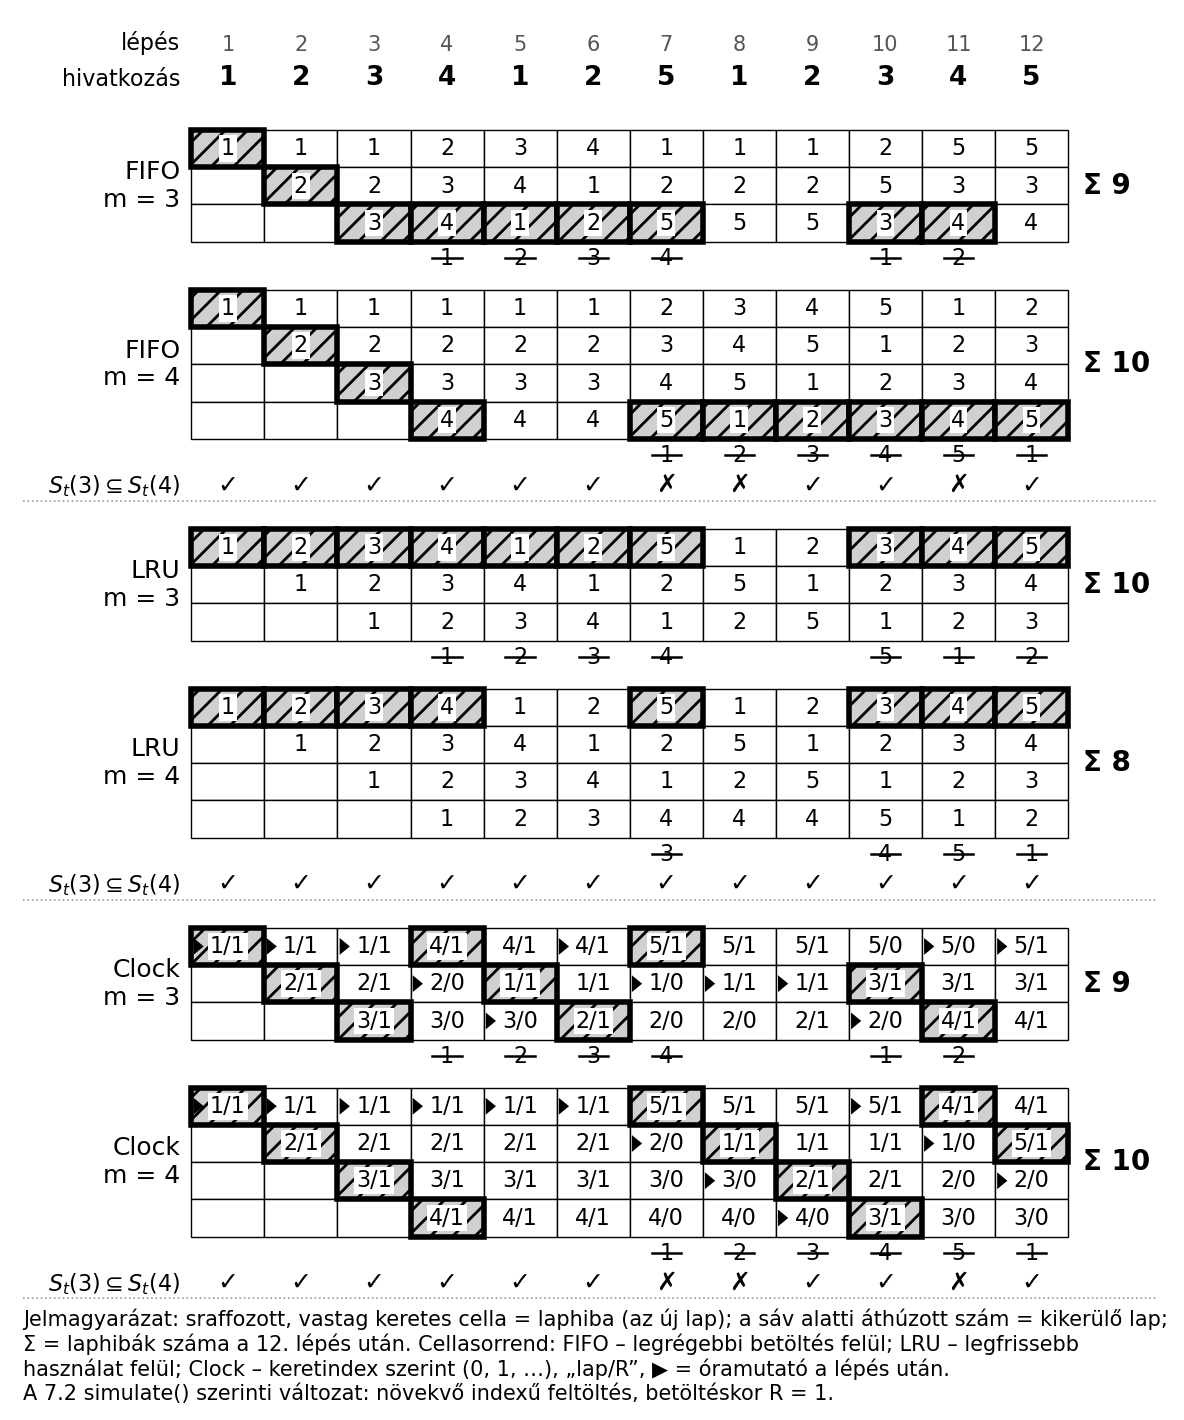 lépés 1 2 3 4 5 6 7 8 9 10 11 12
hivatkozás 1 2 3 4 1 2 5 1 2 3 4 5
FIFO m = 3 Σ 9
1 1 1 2 3 4 1 1 1 2 5 5
2 2 3 4 1 2 2 2 5 3 3
3 4 1 2 5 5 5 3 4 4
1 2 3 4 1 2
FIFO m = 4 Σ 10
1 1 1 1 1 1 2 3 4 5 1 2
2 2 2 2 2 3 4 5 1 2 3
3 3 3 3 4 5 1 2 3 4
4 4 4 5 1 2 3 4 5
1 2 3 4 5 1
S_t(3) ⊆ S_t(4) ✓ ✓ ✓ ✓ ✓ ✓ ✗ ✗ ✓ ✓ ✗ ✓
LRU m = 3 Σ 10
1 2 3 4 1 2 5 1 2 3 4 5
1 2 3 4 1 2 5 1 2 3 4
1 2 3 4 1 2 5 1 2 3
1 2 3 4 5 1 2
LRU m = 4 Σ 8
1 2 3 4 1 2 5 1 2 3 4 5
1 2 3 4 1 2 5 1 2 3 4
1 2 3 4 1 2 5 1 2 3
1 2 3 4 4 4 5 1 2
3 4 5 1
S_t(3) ⊆ S_t(4) ✓ ✓ ✓ ✓ ✓ ✓ ✓ ✓ ✓ ✓ ✓ ✓
Clock m = 3 Σ 9
▶1/1 ▶1/1 ▶1/1 4/1 4/1 ▶4/1 5/1 5/1 5/1 5/0 ▶5/0 ▶5/1
2/1 2/1 ▶2/0 1/1 1/1 ▶1/0 ▶1/1 ▶1/1 3/1 3/1 3/1
3/1 3/0 ▶3/0 2/1 2/0 2/0 2/1 ▶2/0 4/1 4/1
1 2 3 4 1 2
Clock m = 4 Σ 10
▶1/1 ▶1/1 ▶1/1 ▶1/1 ▶1/1 ▶1/1 5/1 5/1 5/1 ▶5/1 4/1 4/1
2/1 2/1 2/1 2/1 2/1 ▶2/0 1/1 1/1 1/1 ▶1/0 5/1
3/1 3/1 3/1 3/1 3/0 ▶3/0 2/1 2/1 2/0 ▶2/0
4/1 4/1 4/1 4/0 4/0 ▶4/0 3/1 3/0 3/0
1 2 3 4 5 1
S_t(3) ⊆ S_t(4) ✓ ✓ ✓ ✓ ✓ ✓ ✗ ✗ ✓ ✓ ✗ ✓
Jelmagyarázat: sraffozott, vastag keretes cella = laphiba (az új lap); a sáv alatti áthúzott szám = kikerülő lap;
Σ = laphibák száma a 12. lépés után. Cellasorrend: FIFO – legrégebbi betöltés felül; LRU – legfrissebb
használat felül; Clock – keretindex szerint (0, 1, …), „lap/R”, ▶ = óramutató a lépés után.
A 7.2 simulate() szerinti változat: növekvő indexű feltöltés, betöltéskor R = 1.